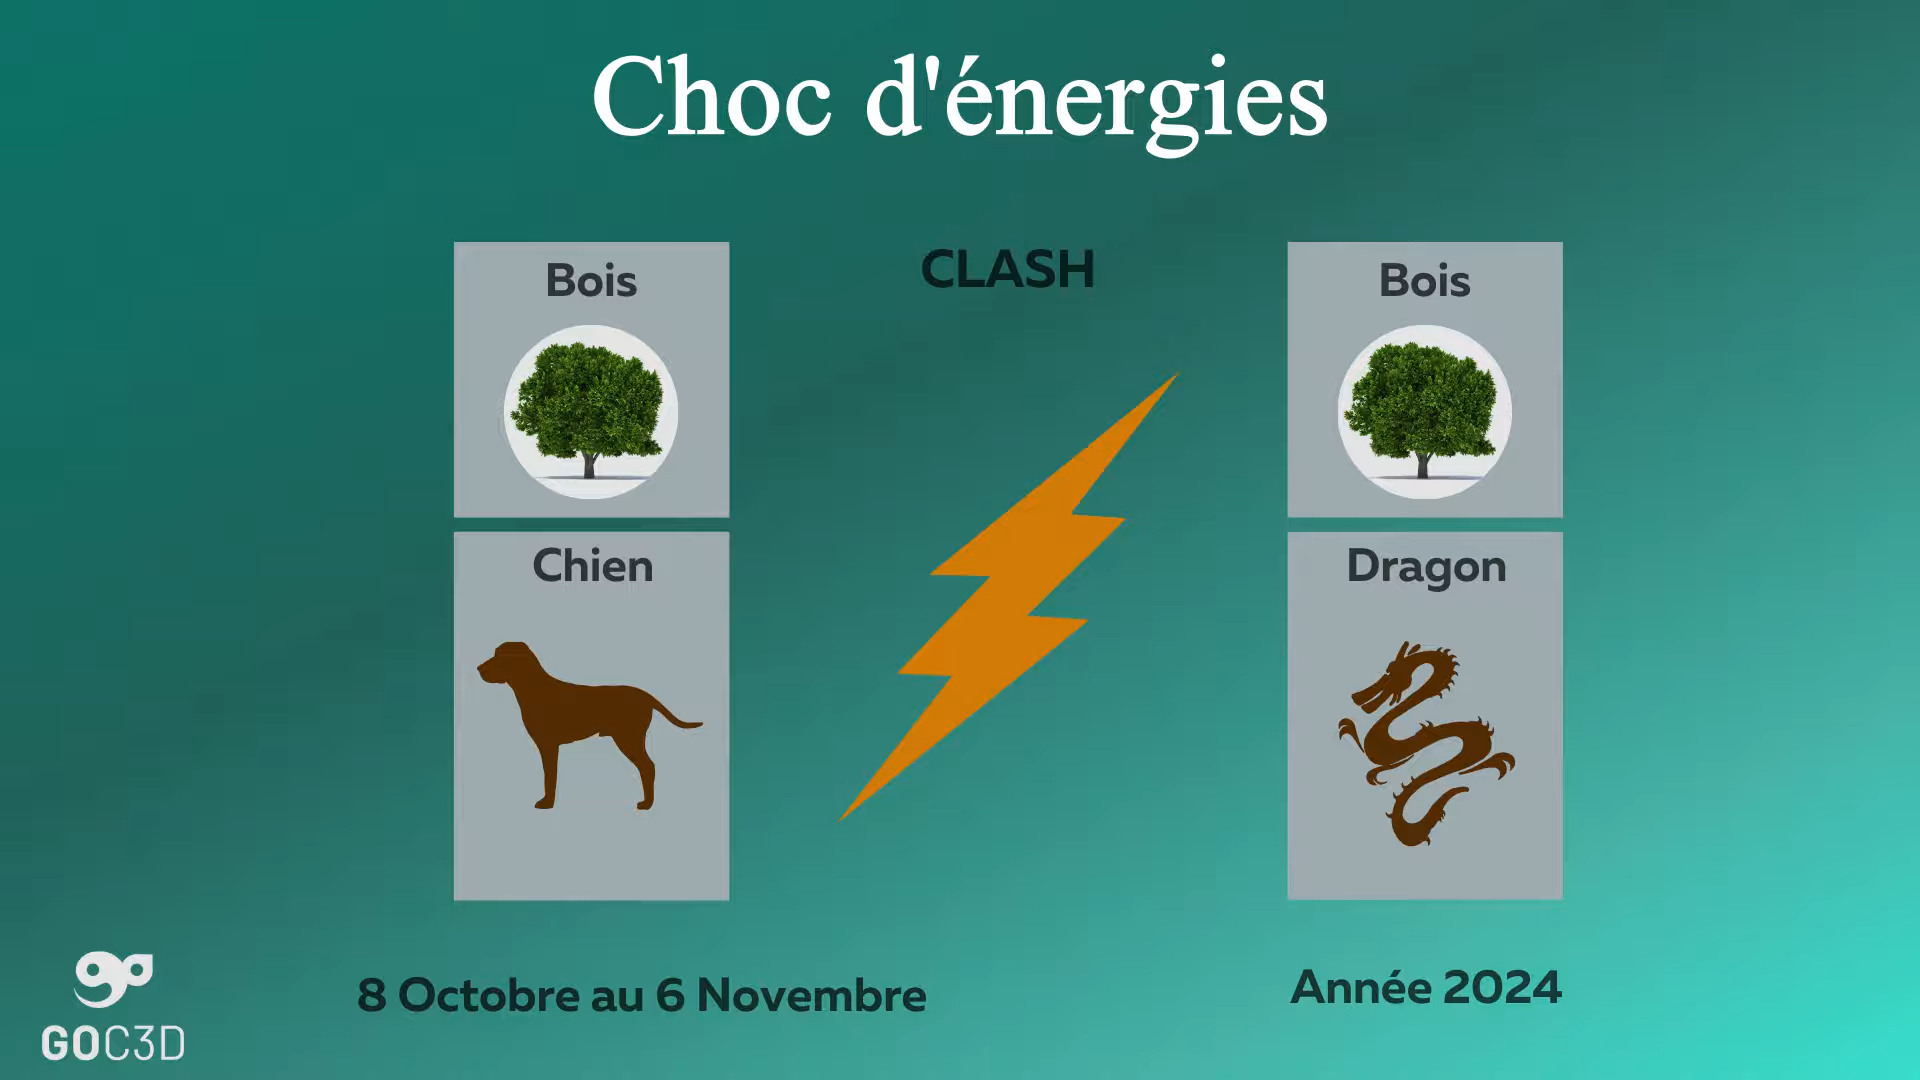 Choc d'énergies
CLASH
Bois
Bois
Chien
Dragon
8 Octobre au 6 Novembre
Année 2024
GOC3D